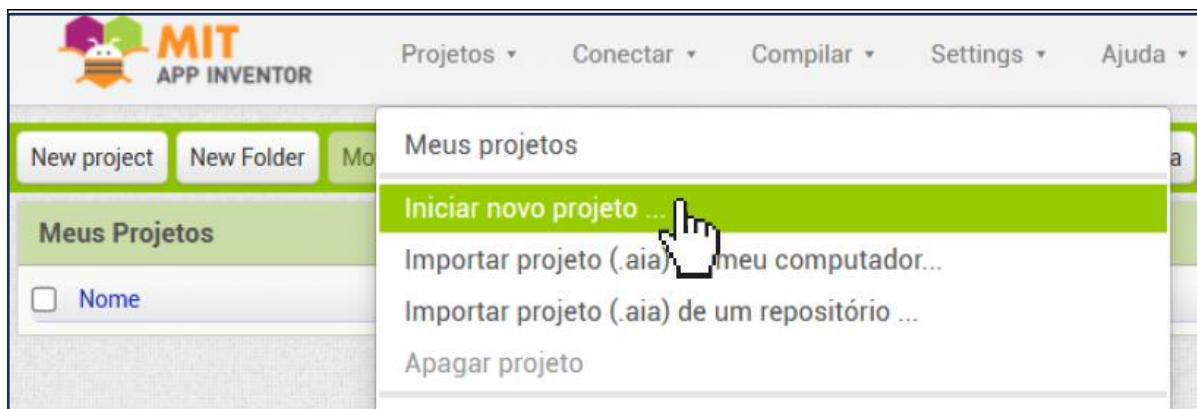 MIT
APP INVENTOR
Projetos Conectar Compilar Settings Ajuda
New project New Folder Mo a
Meus projetos
Iniciar novo projeto ...
Meus Projetos
Importar projeto (.aia) meu computador...
Nome
Importar projeto (.aia) de um repositório ...
Apagar projeto